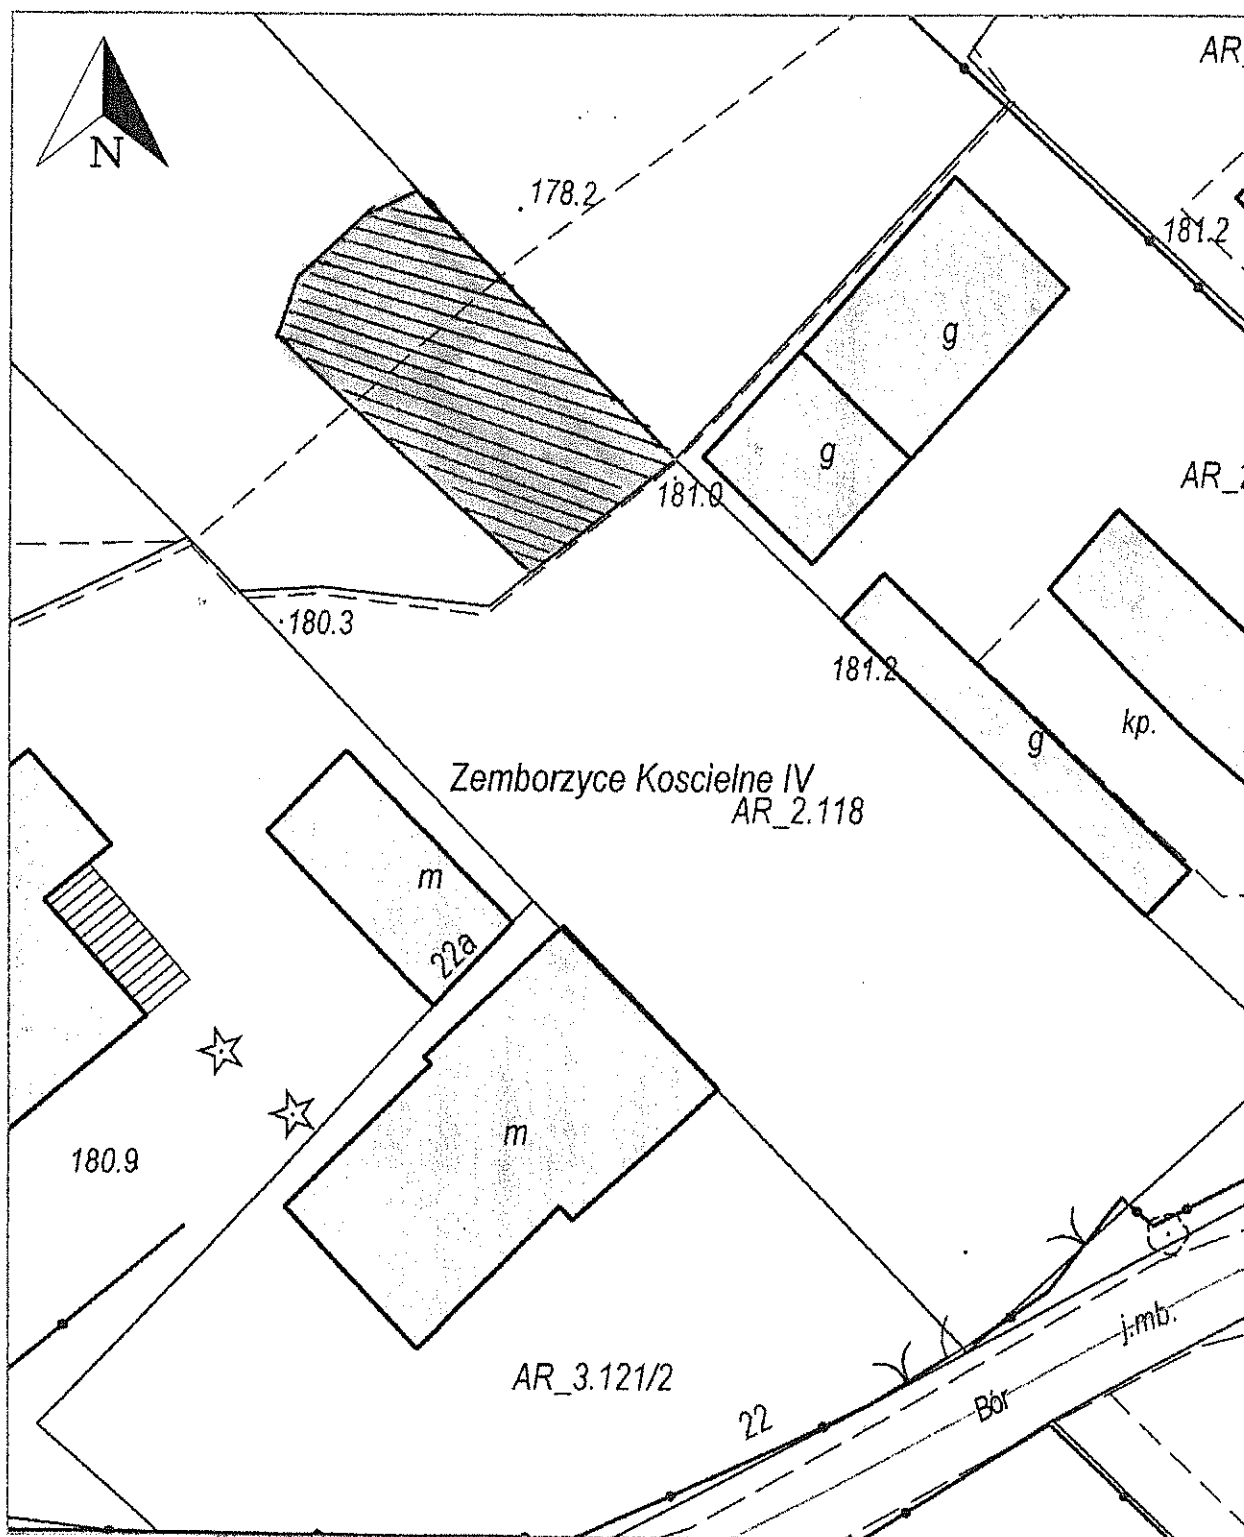 AR_
N
178.2
181.2
g
g
181.0
AR_2
180.3
181.2
kp.
g
Zemborzyce Koscielne IV
AR_2.118
m
22a
m
180.9
j.mb.
AR_3.121/2
Bór
22